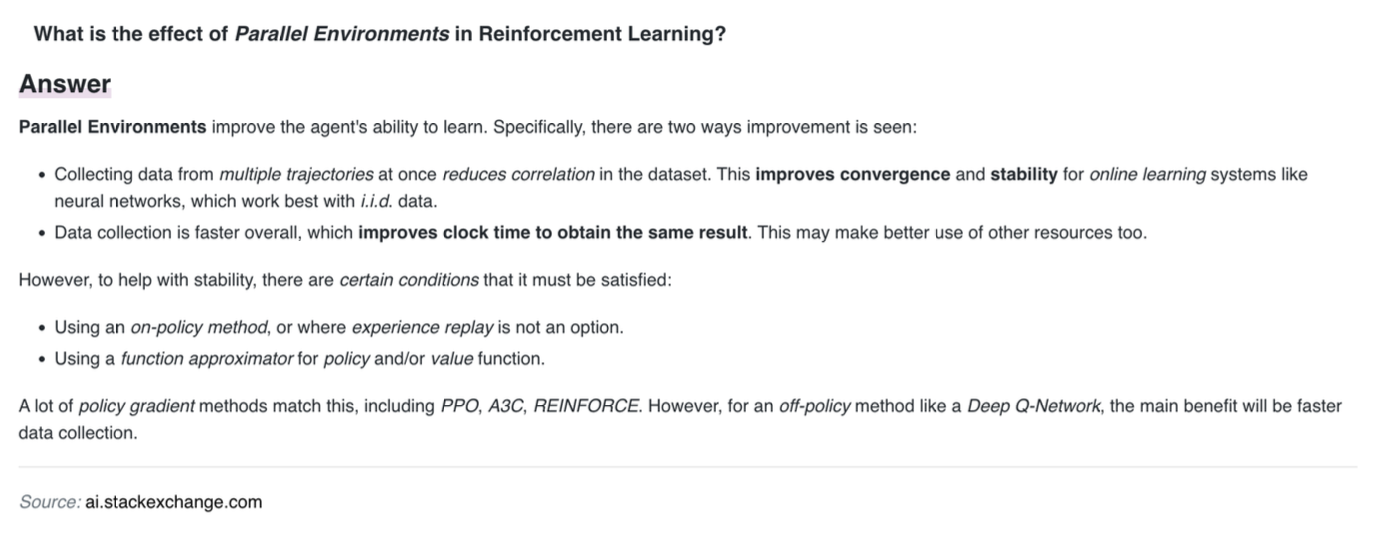 What is the effect of Parallel Environments in Reinforcement Learning?
Answer
Parallel Environments improve the agent's ability to learn. Specifically, there are two ways improvement is seen:
• Collecting data from multiple trajectories at once reduces correlation in the dataset. This improves convergence and stability for online learning systems like
neural networks, which work best with i.i.d. data.
• Data collection is faster overall, which improves clock time to obtain the same result. This may make better use of other resources too.
However, to help with stability, there are certain conditions that it must be satisfied:
• Using an on-policy method, or where experience replay is not an option.
• Using a function approximator for policy and/or value function.
A lot of policy gradient methods match this, including PPO, A3C, REINFORCE. However, for an off-policy method like a Deep Q-Network, the main benefit will be faster
data collection.
Source: ai.stackexchange.com